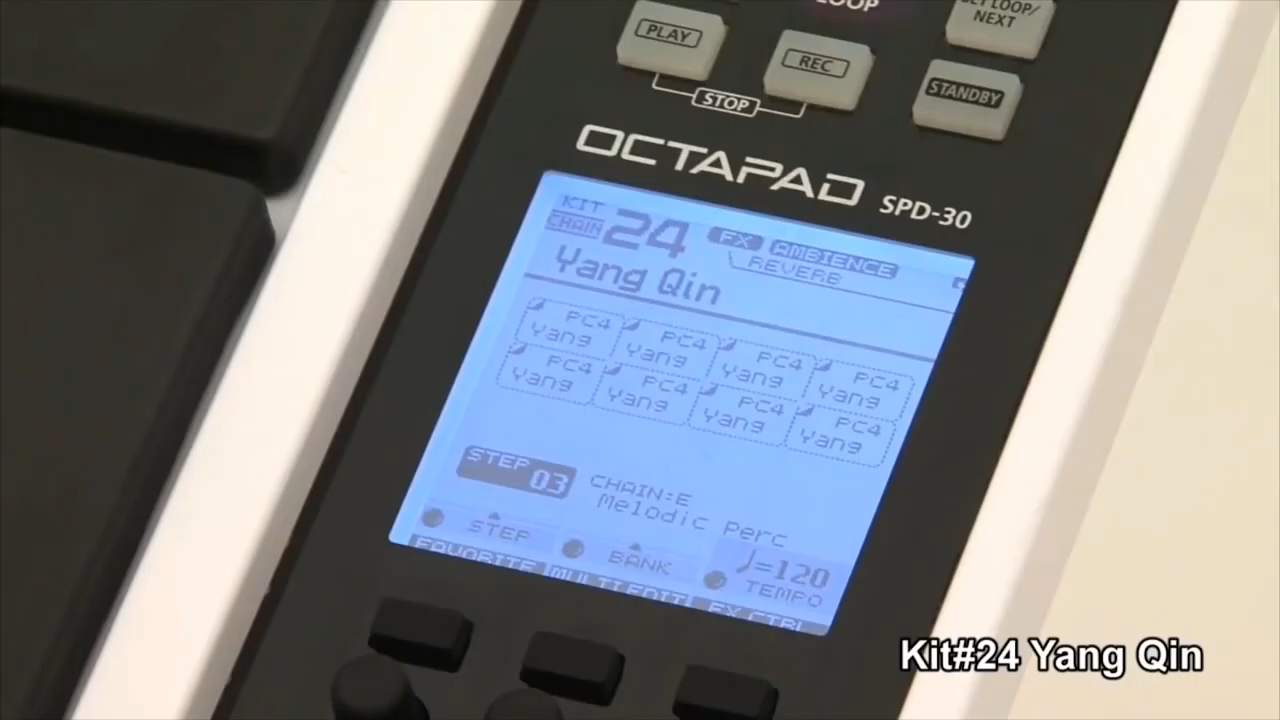 LOOP
SET LOOP/
NEXT
PLAY
REC
STANDBY
STOP
OCTAPAD SPD-30
KIT
CHAIN 24 FX AMBIENCE
REVERB
Yang Qin
PC4 PC4 PC4 PC4
Yang Yang Yang Yang
PC4 PC4 PC4 PC4
Yang Yang Yang Yang
STEP 03 CHAIN:E
Melodic Perc
STEP BANK ♩=120
TEMPO
FAVORITE MULTI EDIT FX CTRL
Kit#24 Yang Qin